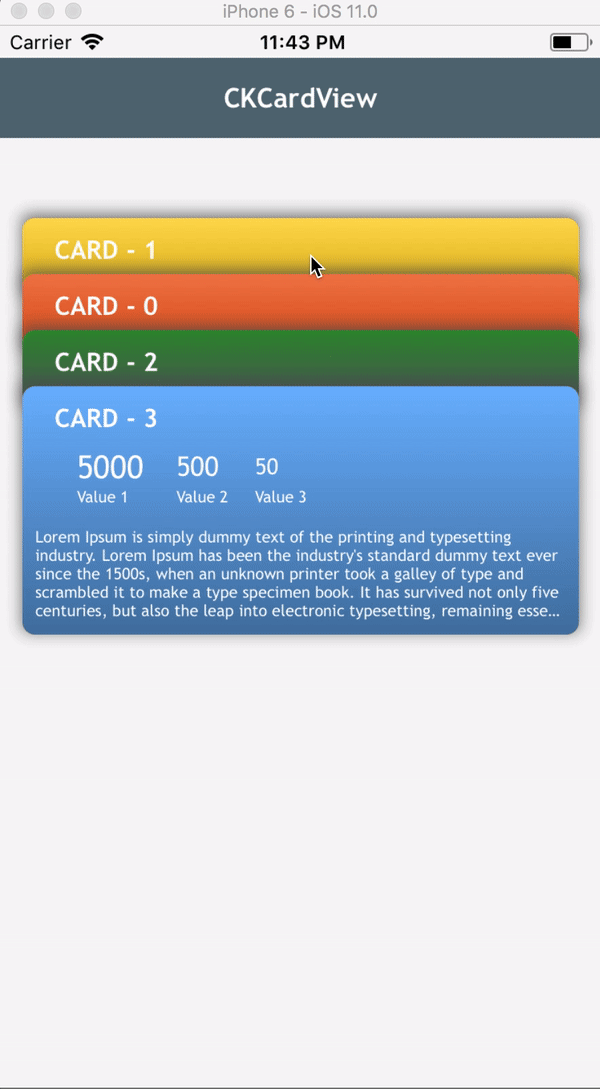 iPhone 6 - iOS 11.0
Carrier 11:43 PM
CKCardView
CARD - 1
CARD - 0
CARD - 2
CARD - 3
5000 500 50
Value 1 Value 2 Value 3
Lorem Ipsum is simply dummy text of the printing and typesetting
industry. Lorem Ipsum has been the industry's standard dummy text ever
since the 1500s, when an unknown printer took a galley of type and
scrambled it to make a type specimen book. It has survived not only five
centuries, but also the leap into electronic typesetting, remaining esse...